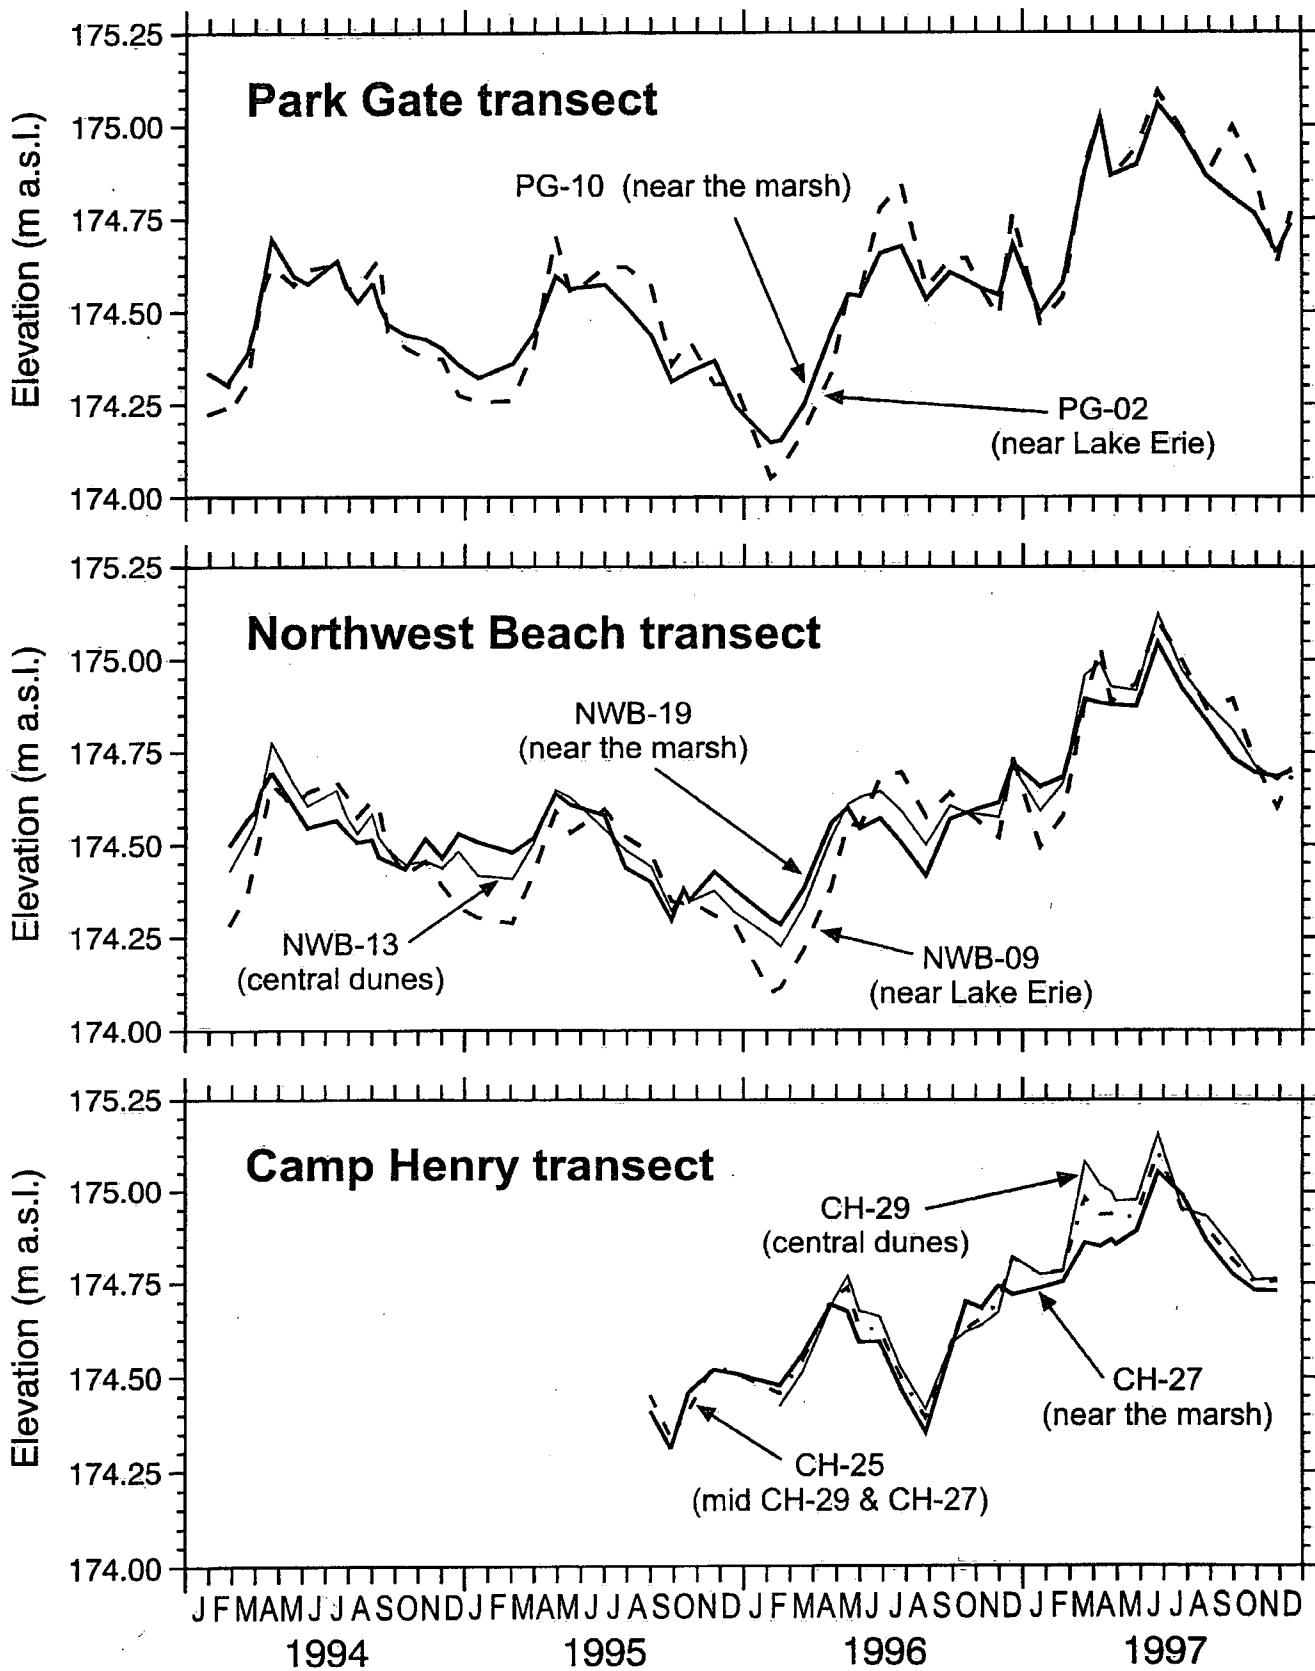 Elevation (m a.s.l.)
175.25
175.00
174.75
174.50
174.25
174.00
Park Gate transect
PG-10 (near the marsh)
PG-02
(near Lake Erie)
Elevation (m a.s.l.)
175.25
175.00
174.75
174.50
174.25
174.00
Northwest Beach transect
NWB-19
(near the marsh)
NWB-13
(central dunes)
NWB-09
(near Lake Erie)
Elevation (m a.s.l.)
175.25
175.00
174.75
174.50
174.25
174.00
Camp Henry transect
CH-29
(central dunes)
CH-27
(near the marsh)
CH-25
(mid CH-29 & CH-27)
J F M A M J J A S O N D J F M A M J J A S O N D J F M A M J J A S O N D J F M A M J J A S O N D
1994 1995 1996 1997